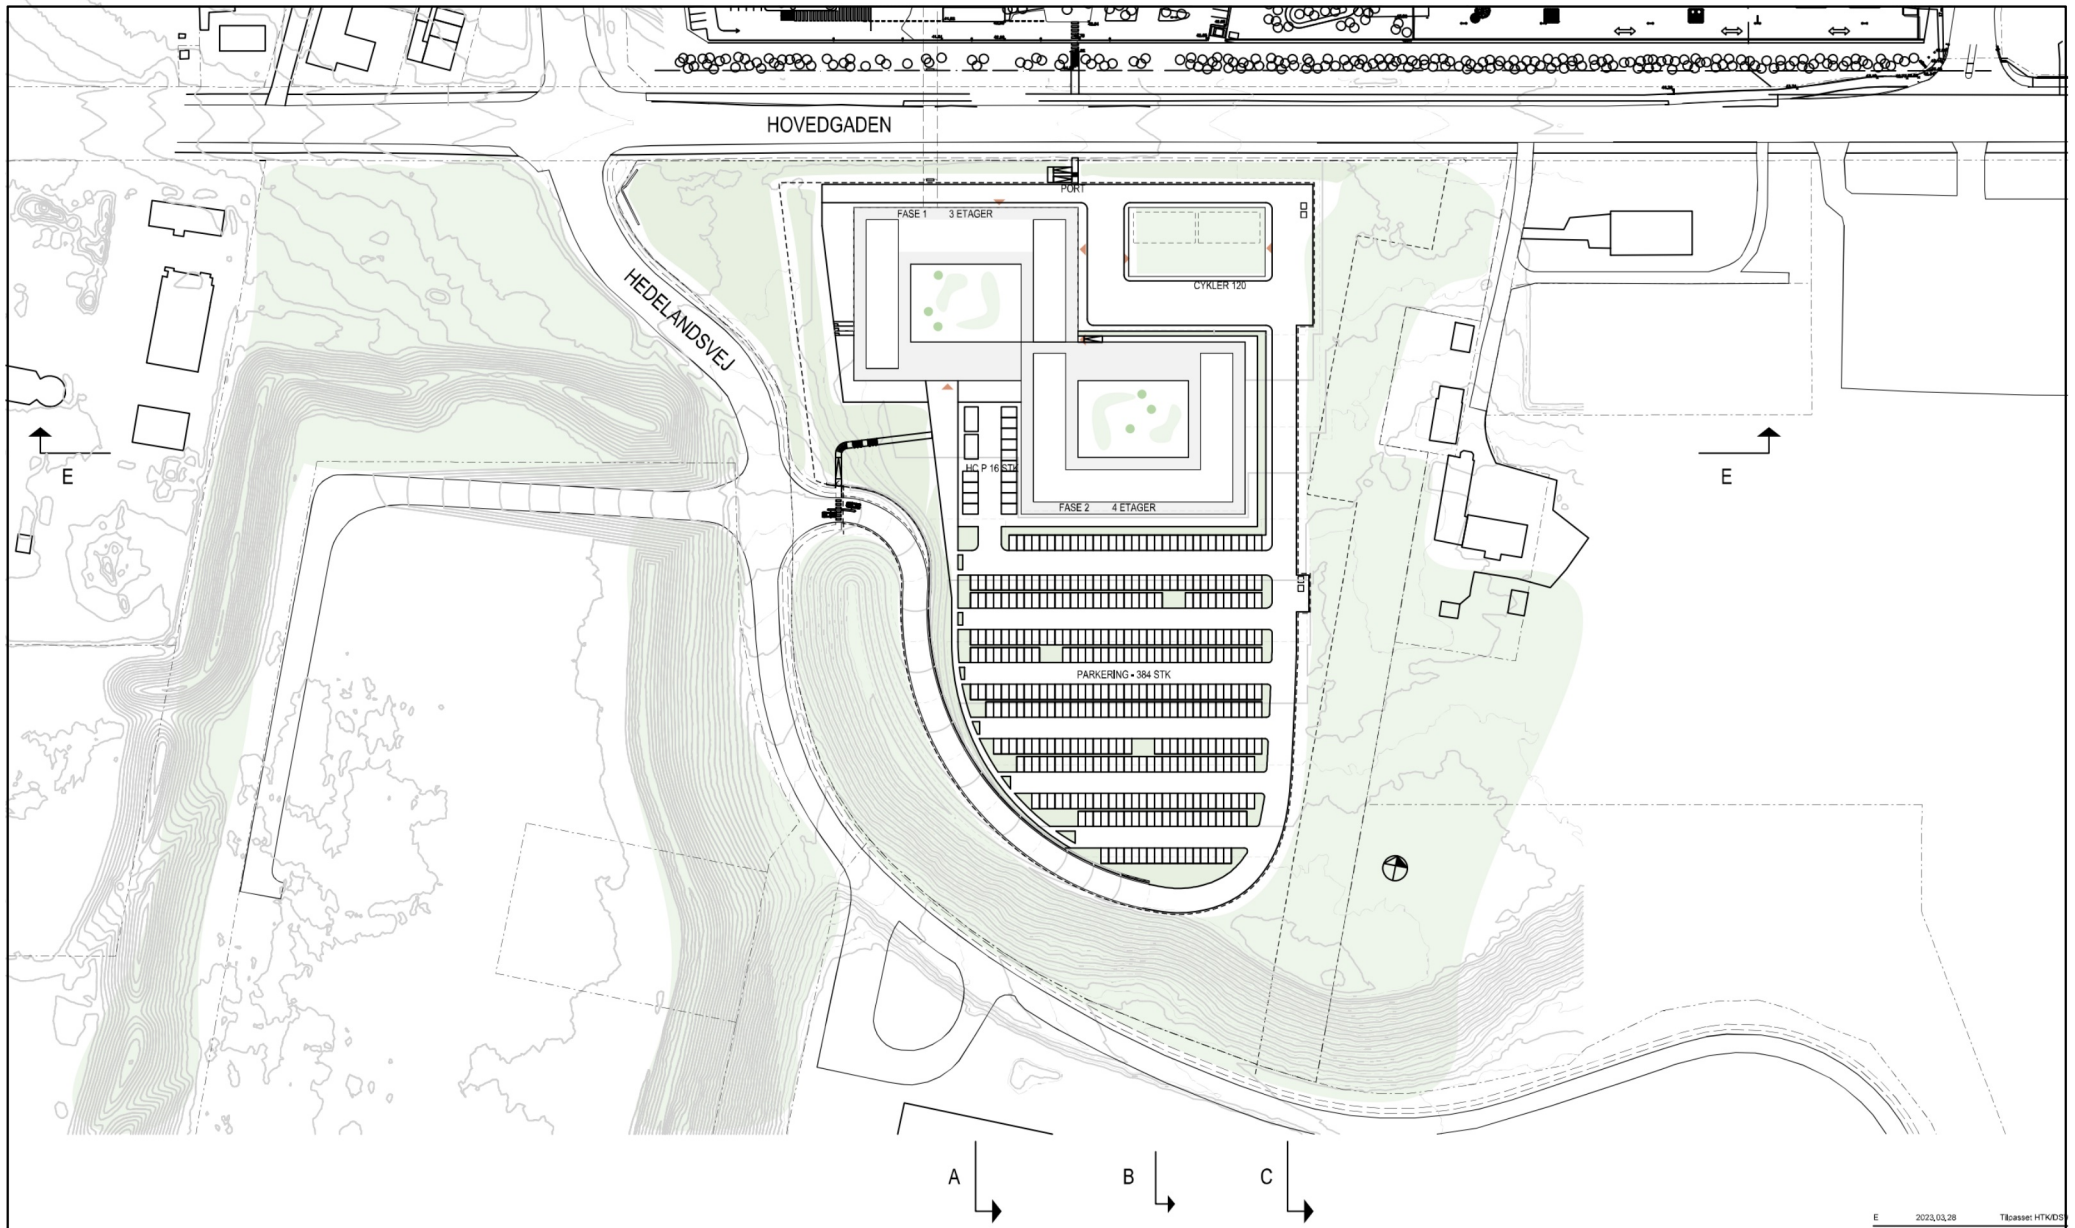 HOVEDGADEN
PORT
FASE 1 3 ETAGER
CYKLER 120
HEDELANDSVEJ
E
E
HC P 16 STK
FASE 2 4 ETAGER
PARKERING - 384 STK
A
B
C
E 2023.03.28 Tilpasset HTK/DSV